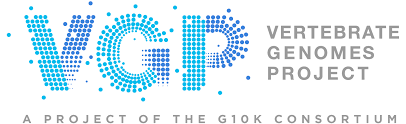 VGP
VERTEBRATE
GENOMES
PROJECT
A PROJECT OF THE G10K CONSORTIUM